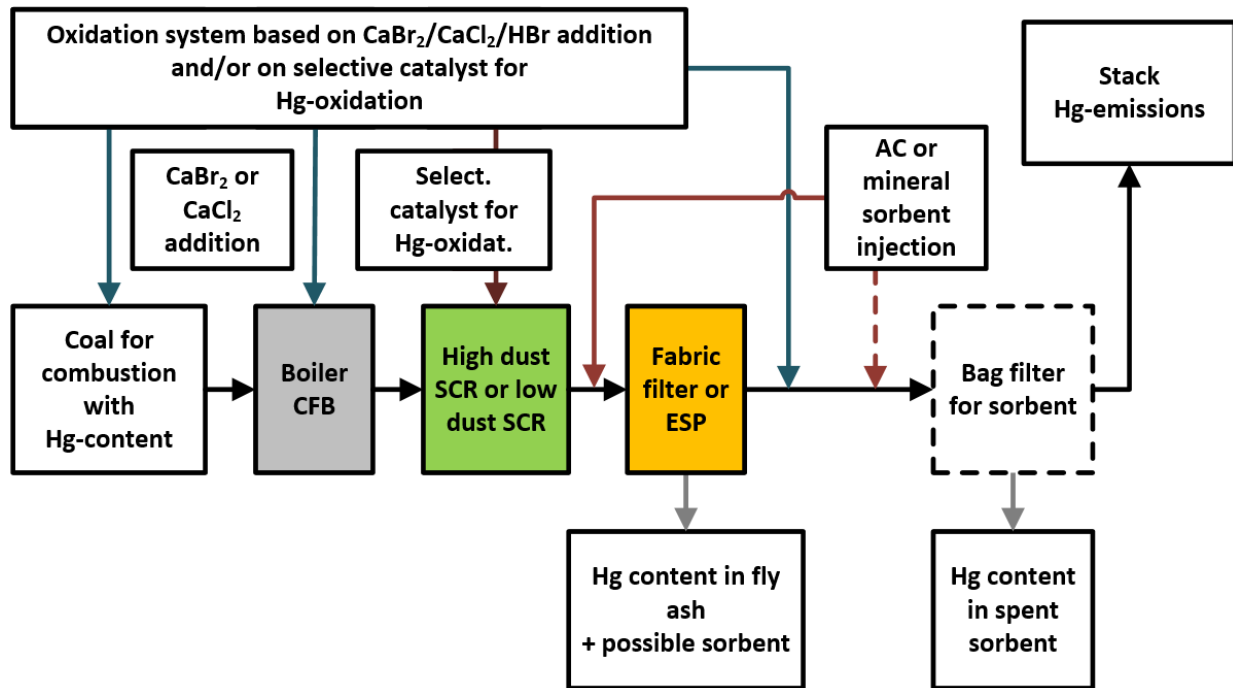 Oxidation system based on CaBr₂/CaCl₂/HBr addition
and/or on selective catalyst for
Hg-oxidation
Stack
Hg-emissions
CaBr₂ or
CaCl₂
addition
Select.
catalyst for
Hg-oxidat.
AC or
mineral
sorbent
injection
Coal for
combustion
with
Hg-content
Boiler
CFB
High dust
SCR or low
dust SCR
Fabric
filter or
ESP
Bag filter
for sorbent
Hg content in fly
ash
+ possible sorbent
Hg content
in spent
sorbent